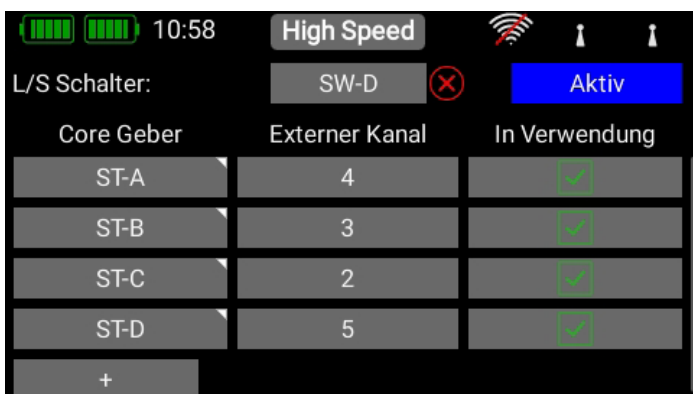 10:58 High Speed
L/S Schalter: SW-D Aktiv
Core Geber Externer Kanal In Verwendung
ST-A 4
ST-B 3
ST-C 2
ST-D 5
+